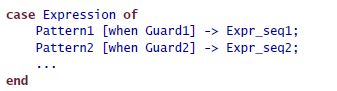 case Expression of
    Pattern1 [when Guard1] -> Expr_seq1;
    Pattern2 [when Guard2] -> Expr_seq2;
    ...
end